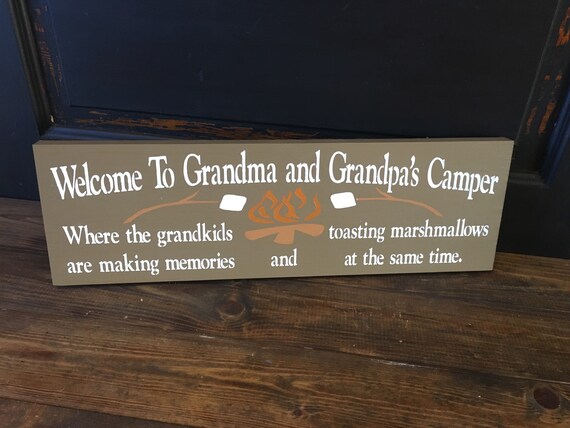 Welcome To Grandma and Grandpa's Camper
Where the grandkids toasting marshmallows
are making memories and at the same time.